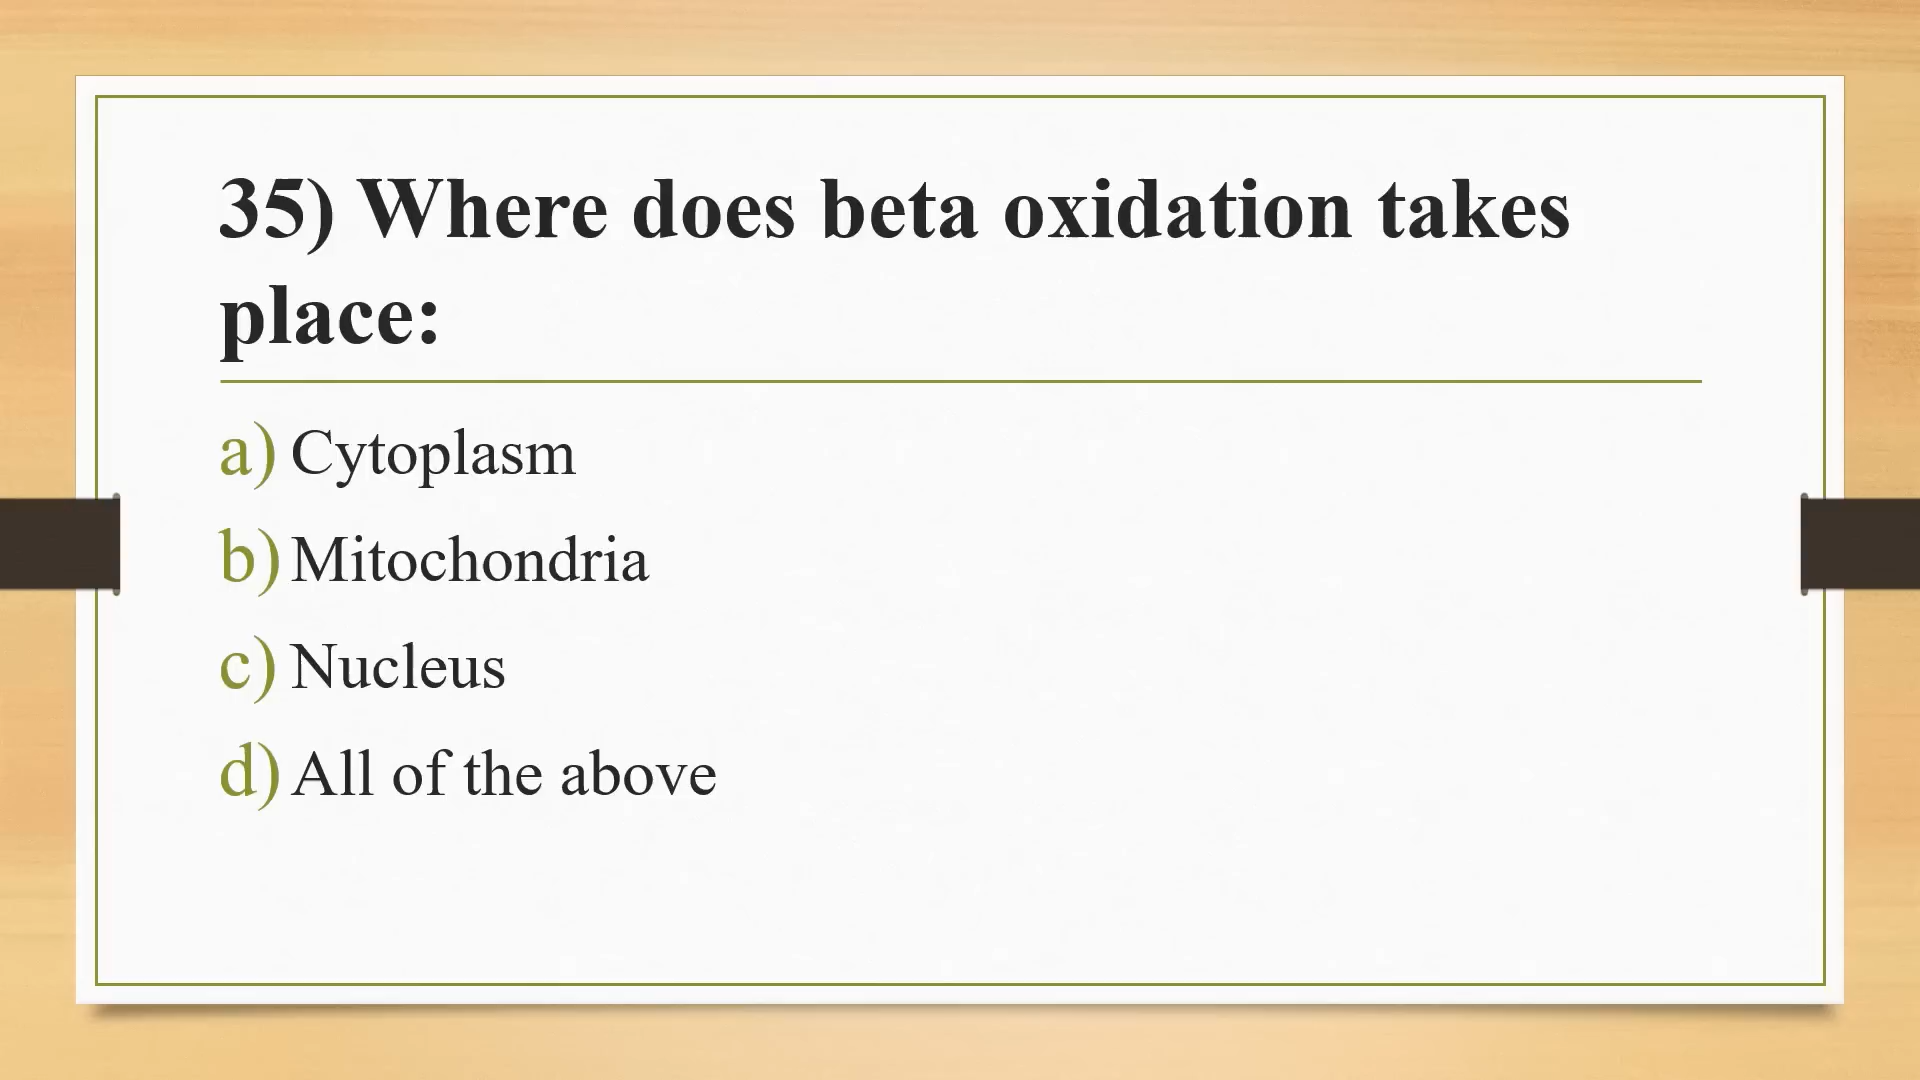 35) Where does beta oxidation takes
place:
a) Cytoplasm
b) Mitochondria
c) Nucleus
d) All of the above